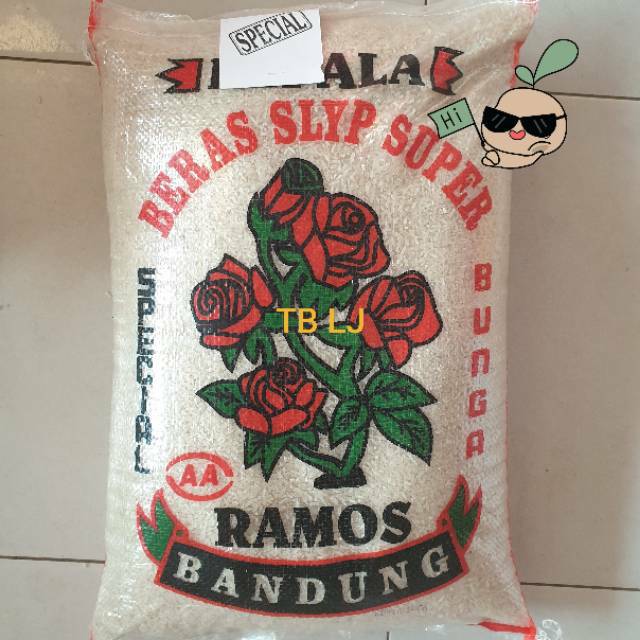 SPECIAL
BERAS SLYP SUPER
SPECIAL
BUNGA
TB LJ
AA
RAMOS
BANDUNG
Hi